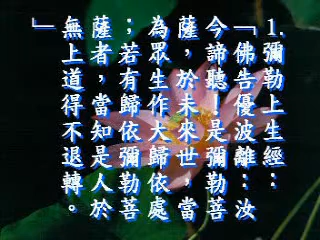 1.彌勒上生經：
「佛告優波離：汝
今諦聽！是彌勒菩
薩，於未來世，當
為眾生作大歸依處
；若有歸依彌勒菩
薩者，當知是人於
無上道得不退轉。
」